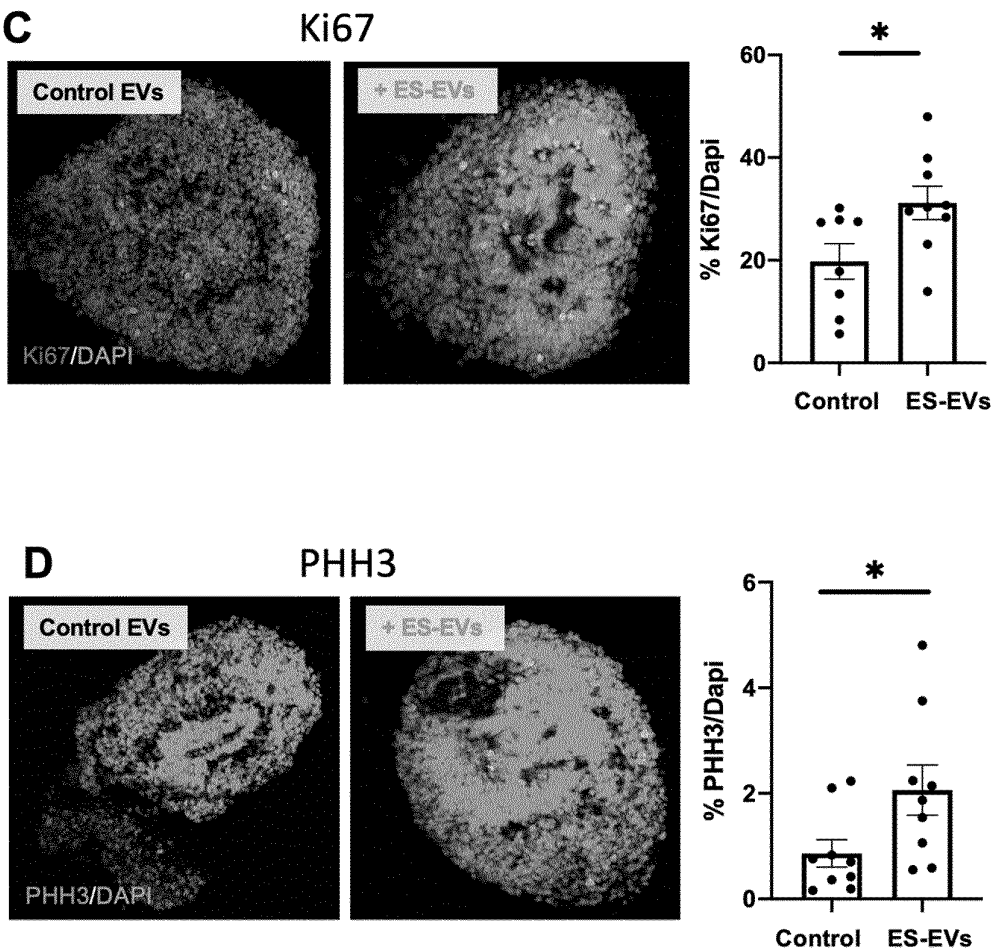 C
Ki67
Control EVs
+ ES-EVs
Ki67/DAPI
*
% Ki67/Dapi
60
40
20
0
Control
ES-EVs
D
PHH3
Control EVs
+ ES-EVs
PHH3/DAPI
*
% PHH3/Dapi
6
4
2
0
Control
ES-EVs